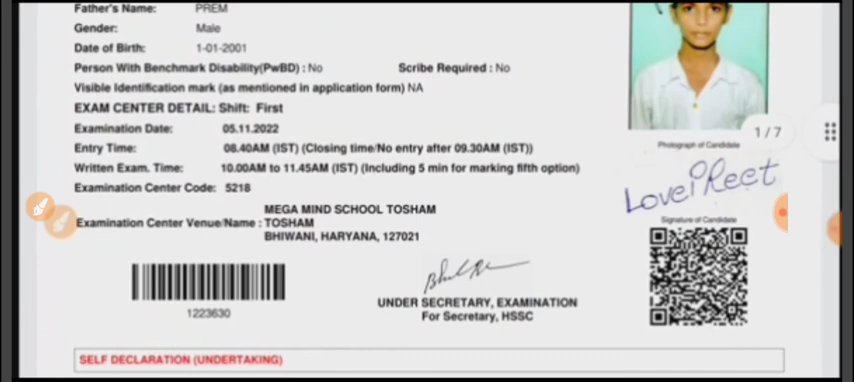 Father's Name: PREM
Gender: Male
Date of Birth: 1-01-2001
Person With Benchmark Disability(PwBD) : No Scribe Required : No
Visible Identification mark (as mentioned in application form) NA
EXAM CENTER DETAIL: Shift: First
Examination Date: 05.11.2022
Entry Time: 08.40AM (IST) (Closing time/No entry after 09.30AM (IST))
Written Exam. Time: 10.00AM to 11.45AM (IST) (Including 5 min for marking fifth option)
Examination Center Code: 5218
Examination Center Venue/Name : MEGA MIND SCHOOL TOSHAM
TOSHAM
BHIWANI, HARYANA, 127021
1223630
UNDER SECRETARY, EXAMINATION
For Secretary, HSSC
1/7
Photograph of Candidate
Signature of Candidate
SELF DECLARATION (UNDERTAKING)